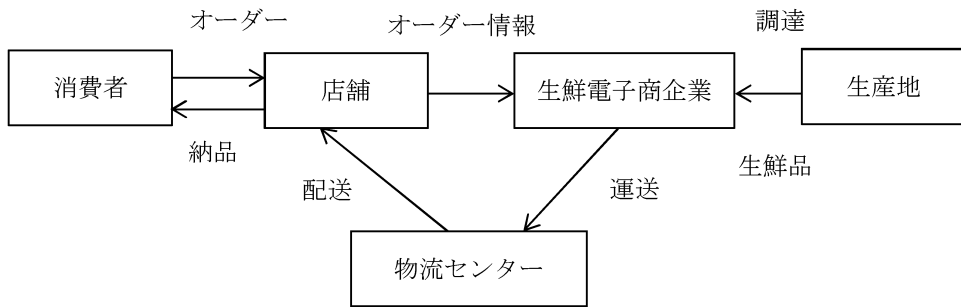 オーダー
オーダー情報
調達
消費者
店舗
生鮮電子商企業
生産地
納品
配送
運送
生鮮品
物流センター